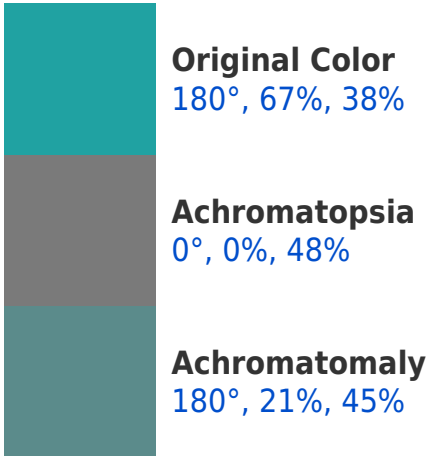 Original Color
180°, 67%, 38%
Achromatopsia
0°, 0%, 48%
Achromatomaly
180°, 21%, 45%